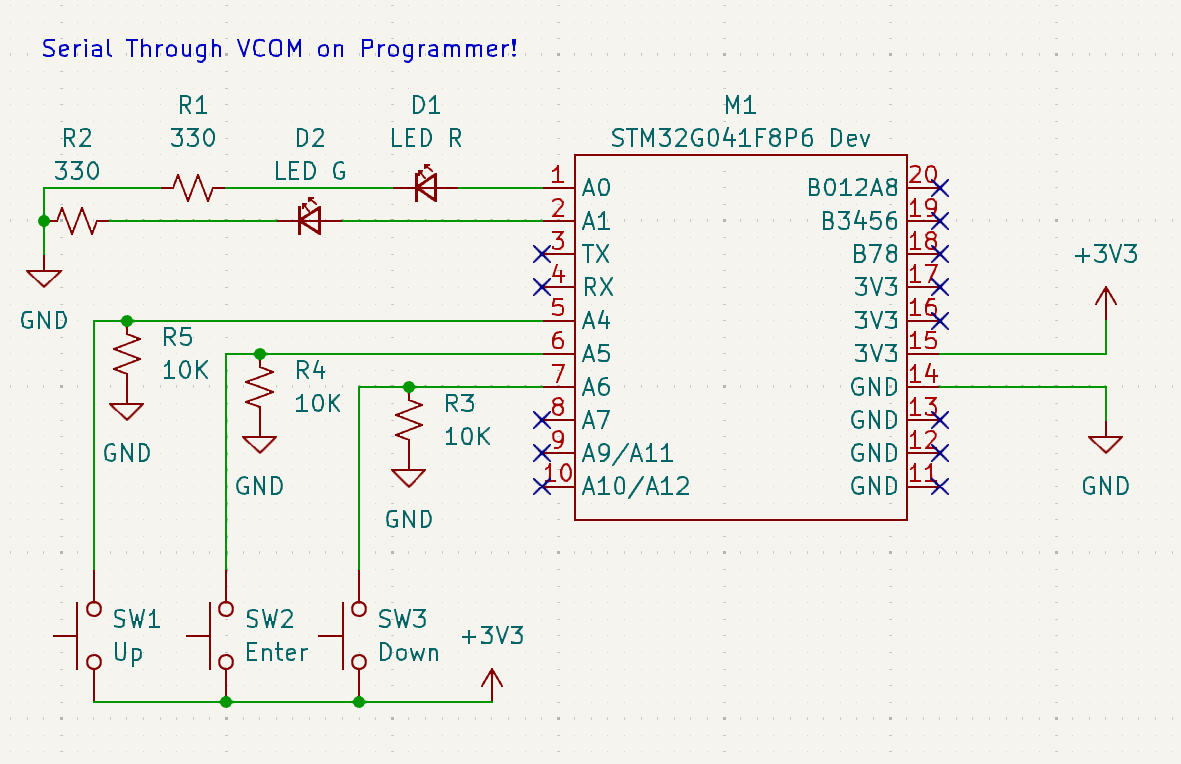 Serial Through VCOM on Programmer!
R1
330
R2
330
D1
LED R
D2
LED G
M1
STM32G041F8P6 Dev
1 A0
2 A1
3 TX
4 RX
5 A4
6 A5
7 A6
8 A7
9 A9/A11
10 A10/A12
B012A8 20
B3456 19
B78 18
3V3 17
3V3 16
3V3 15
GND 14
GND 13
GND 12
GND 11
+3V3
GND
GND
R5
10K
GND
R4
10K
GND
R3
10K
GND
SW1
Up
SW2
Enter
SW3
Down
+3V3